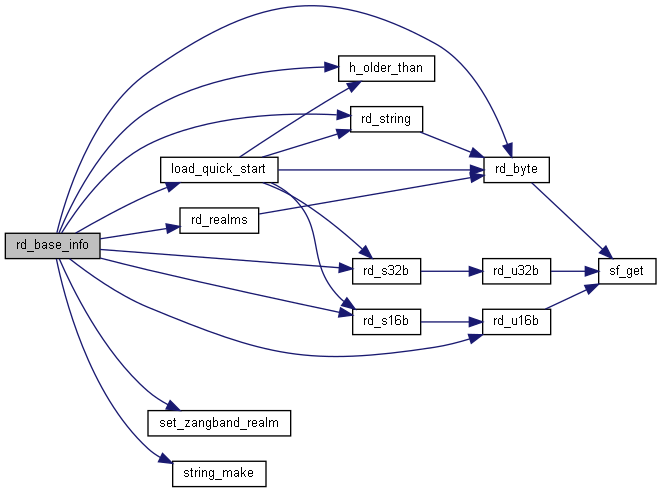 h_older_than
rd_string
load_quick_start
rd_byte
rd_realms
rd_base_info
rd_s32b
rd_u32b
sf_get
rd_s16b
rd_u16b
set_zangband_realm
string_make